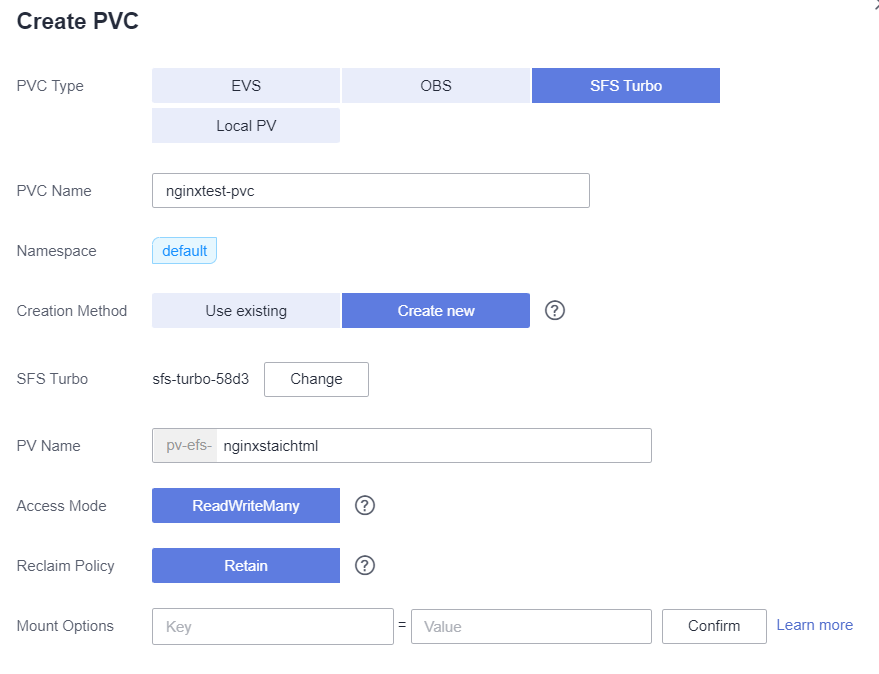 Create PVC
PVC Type EVS OBS SFS Turbo
Local PV
PVC Name nginxtest-pvc
Namespace default
Creation Method Use existing Create new ?
SFS Turbo sfs-turbo-58d3 Change
PV Name pv-efs- nginxstaichtml
Access Mode ReadWriteMany ?
Reclaim Policy Retain ?
Mount Options Key = Value Confirm Learn more